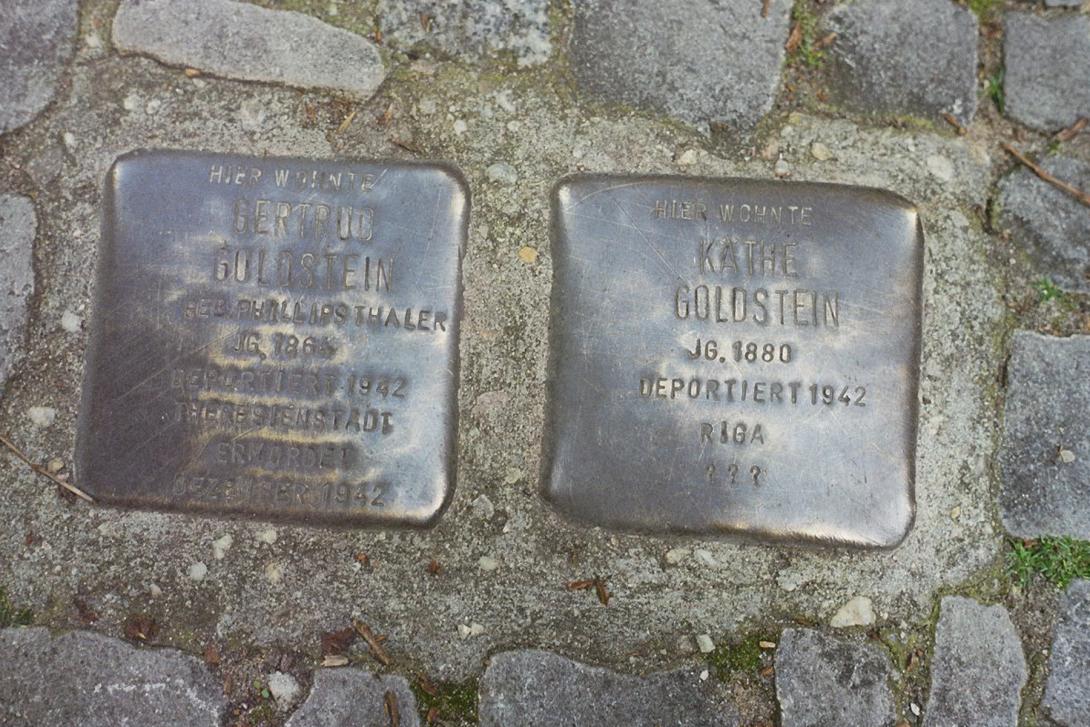 HIER WOHNTE
GERTRUD
GOLDSTEIN
GEB. PHILLIPSTHALER
JG. 1864
DEPORTIERT 1942
THERESIENSTADT
ERMORDET
DEZEMBER 1942
HIER WOHNTE
KÄTHE
GOLDSTEIN
JG. 1880
DEPORTIERT 1942
RIGA
? ? ?